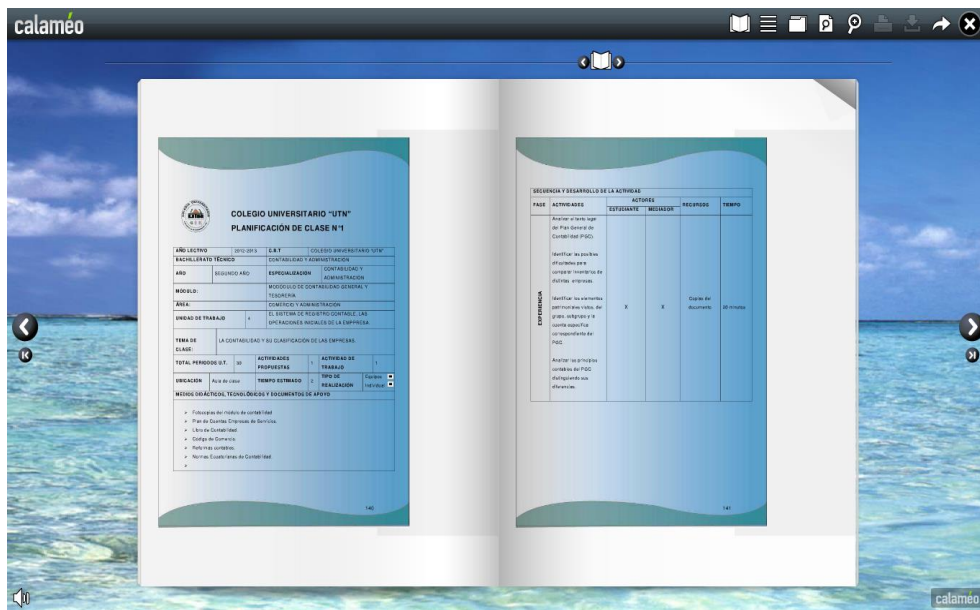 calaméo
COLEGIO UNIVERSITARIO "UTN"
PLANIFICACIÓN DE CLASE N°1
AÑO LECTIVO 2012-2013 C.B.T COLEGIO UNIVERSITARIO "UTN"
BACHILLERATO TÉCNICO CONTABILIDAD Y ADMINISTRACIÓN
AÑO SEGUNDO AÑO ESPECIALIZACIÓN CONTABILIDAD Y
ADMINISTRACIÓN
MÓDULO: CONTABILIDAD GENERAL Y
TESORERÍA
ÁREA: COMERCIO Y ADMINISTRACIÓN
UNIDAD DE TRABAJO EL SISTEMA DE REGISTRO CONTABLE, LAS
OPERACIONES INICIALES DE LA EMPPRESA
TEMA DE
CLASE:
LA CONTABILIDAD Y SU CLASIFICACIÓN DE LAS EMPRESAS.
TOTAL PERIODOS U.T. ACTIVIDADES
PROPUESTAS 1 ACTIVIDAD DE
TRABAJO 1
UBICACIÓN Aula de clase TIEMPO ESTIMADO 2 TIPO DE
REALIZACIÓN Equipos
Individual
MEDIOS DIDÁCTICOS, TECNOLÓGICOS Y DOCUMENTOS DE APOYO
➢ Fotocopias del módulo de contabilidad
➢ Plan de Cuentas Empresas de Servicios.
➢ Libro de Contabilidad
➢ Código de Comercio
➢ Reformas contables.
➢ Normas Ecuatorianas de Contabilidad
➢
140
SECUENCIA Y DESARROLLO DE LA ACTIVIDAD
FASE ACTIVIDADES ACTORES RECURSOS TIEMPO
ESTUDIANTE MEDIADOR
EXPERIENCIA
Analizar el texto legal
del Plan General de
Contabilidad (PGC).
Identificar las posibles
dificultades para
comparar inventarios de
distintas empresas.
Identificar los elementos
patrimoniales vistos, del
grupo, subgrupo y la
cuenta específica
correspondiente del
PGC.
Analizar los principios
contables del PGC
distinguiendo sus
diferencias.
X X Copias del
documento minutos
141
calaméo